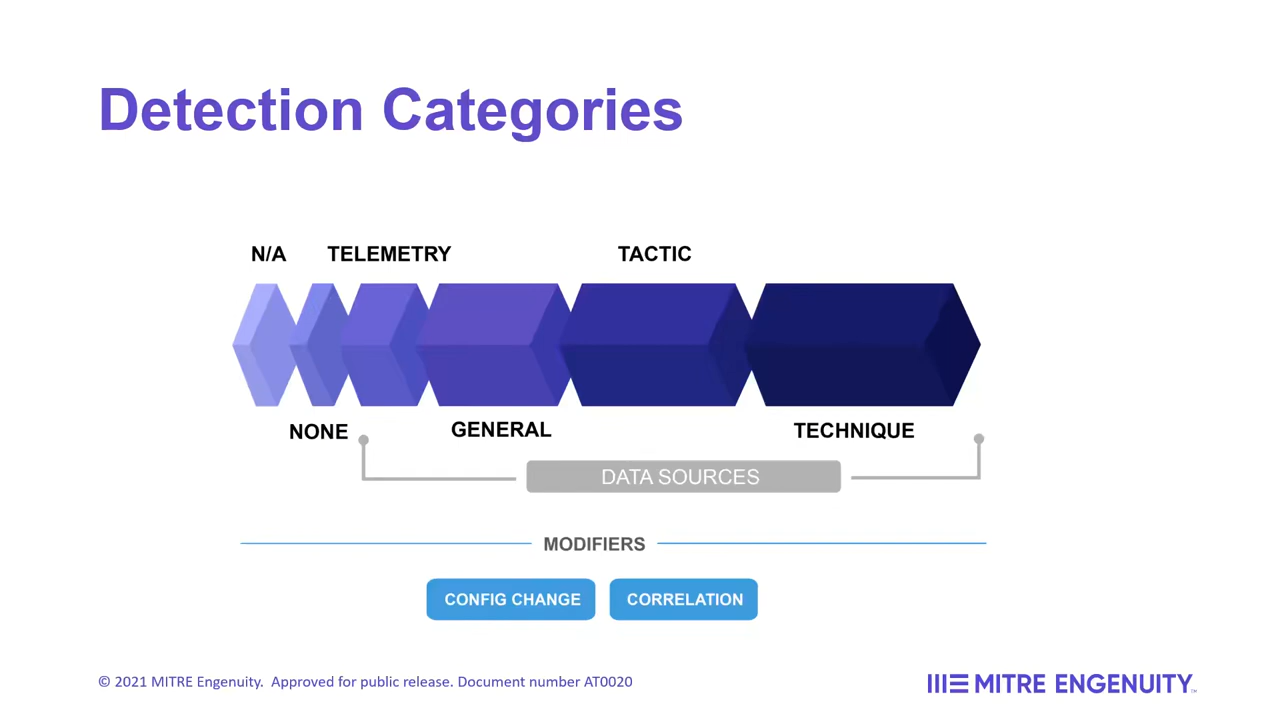 Detection Categories
N/A TELEMETRY TACTIC
NONE GENERAL TECHNIQUE
DATA SOURCES
MODIFIERS
CONFIG CHANGE CORRELATION
© 2021 MITRE Engenuity. Approved for public release. Document number AT0020
MITRE ENGENUITY™